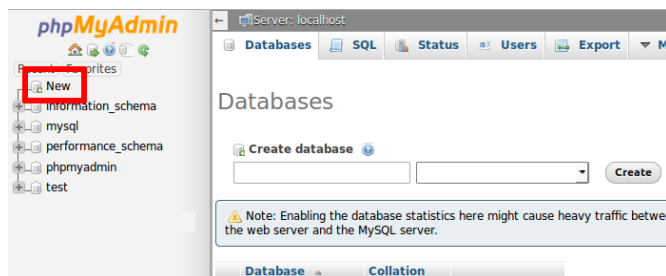 phpMyAdmin
Recent Favorites
New
information_schema
mysql
performance_schema
phpmyadmin
test
Server: localhost
Databases SQL Status Users Export M
Databases
Create database
Create
Note: Enabling the database statistics here might cause heavy traffic betwe
the web server and the MySQL server.
Database Collation